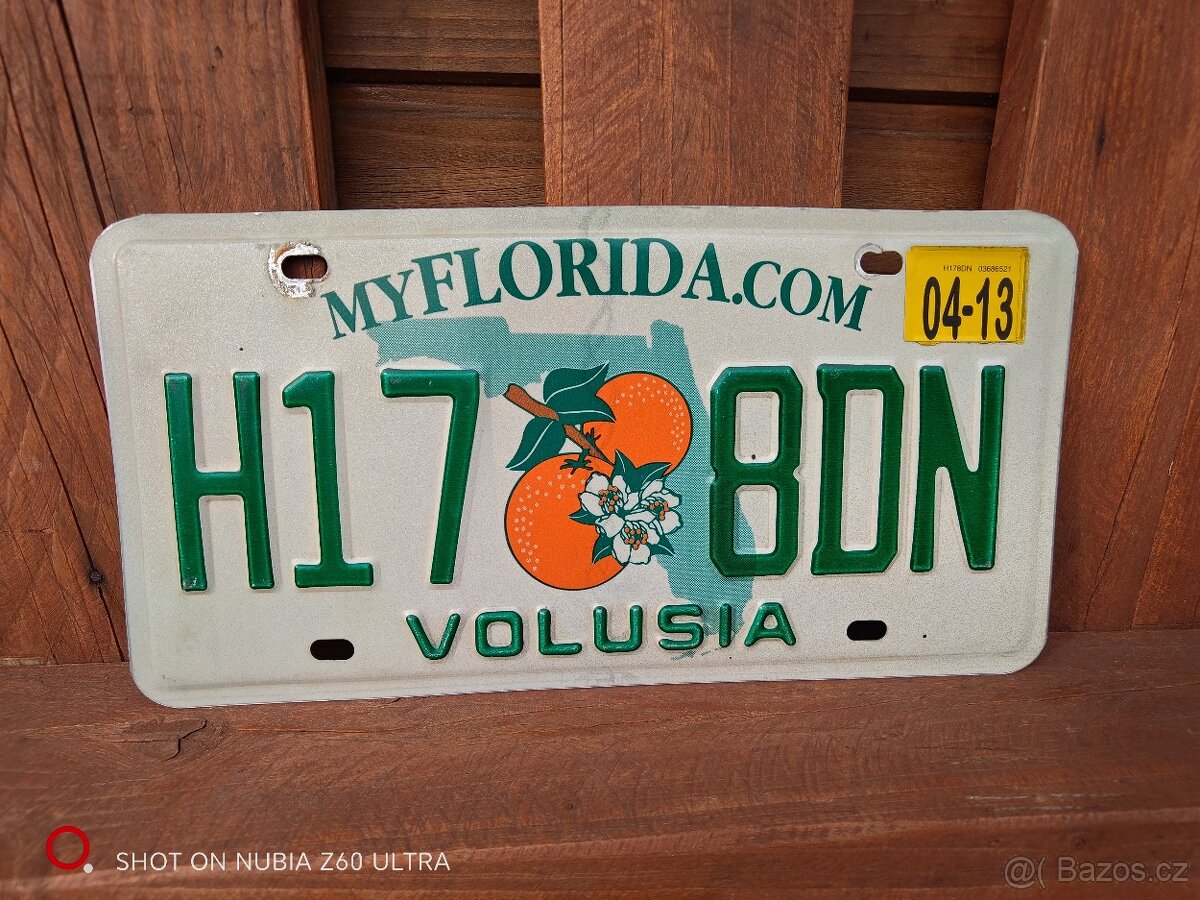 MYFLORIDA.COM
H178DN 03686521
04-13
H17 8DN
VOLUSIA
SHOT ON NUBIA Z60 ULTRA
@( Bazos.cz